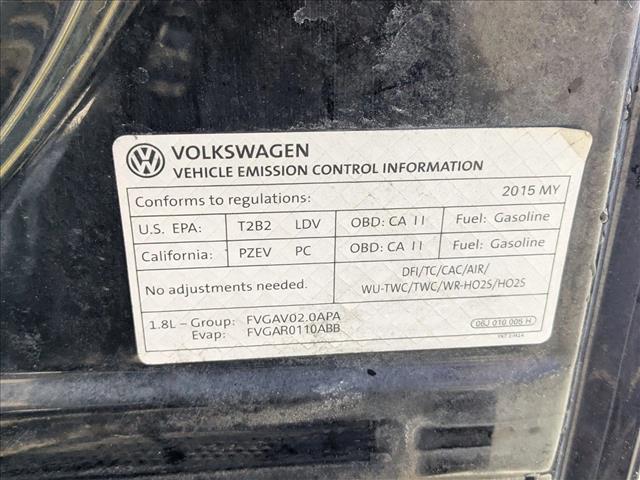 VOLKSWAGEN
VEHICLE EMISSION CONTROL INFORMATION
Conforms to regulations: 2015 MY
U.S. EPA: T2B2 LDV OBD: CA II Fuel: Gasoline
California: PZEV PC OBD: CA II Fuel: Gasoline
No adjustments needed. DFI/TC/CAC/AIR/
WU-TWC/TWC/WR-HO2S/HO2S
1.8L – Group: FVGAV02.0APA
Evap: FVGAR0110ABB
06J 010 005 H